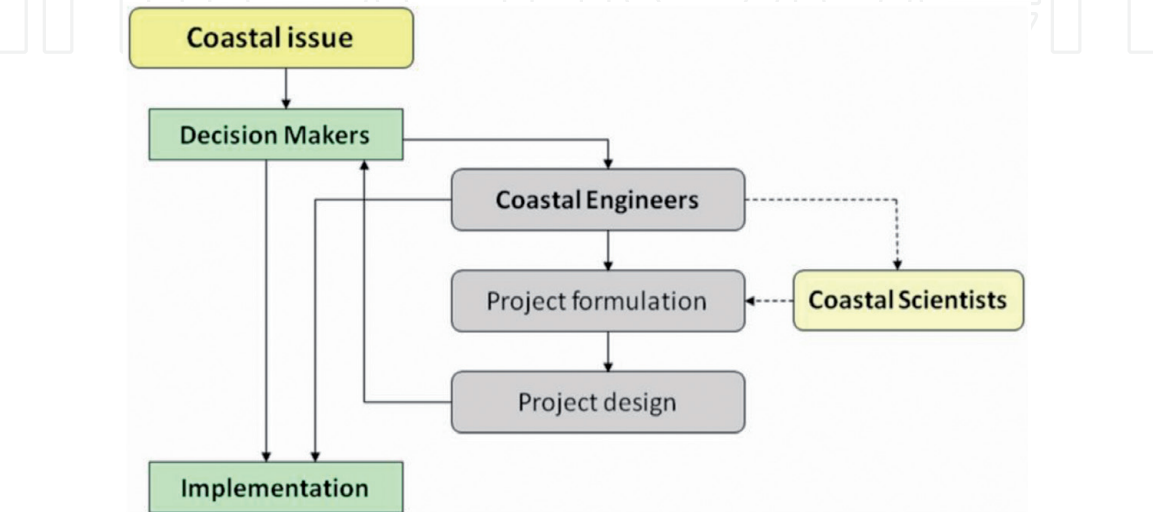 Coastal issue
Decision Makers
Coastal Engineers
Project formulation
Coastal Scientists
Project design
Implementation